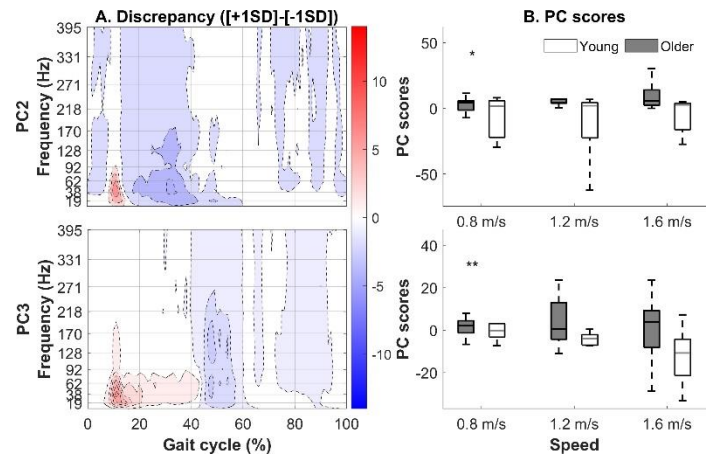 A. Discrepancy ([+1SD]-[-1SD])
B. PC scores
PC2
Frequency (Hz)
395
331
271
218
170
128
92
62
38
19
10
5
0
-5
-10
Young
Older
PC scores
50
0
-50
*
0.8 m/s
1.2 m/s
1.6 m/s
PC3
Frequency (Hz)
395
331
271
218
170
128
92
62
38
19
0
20
40
60
80
100
Gait cycle (%)
PC scores
40
20
0
-20
**
0.8 m/s
1.2 m/s
1.6 m/s
Speed